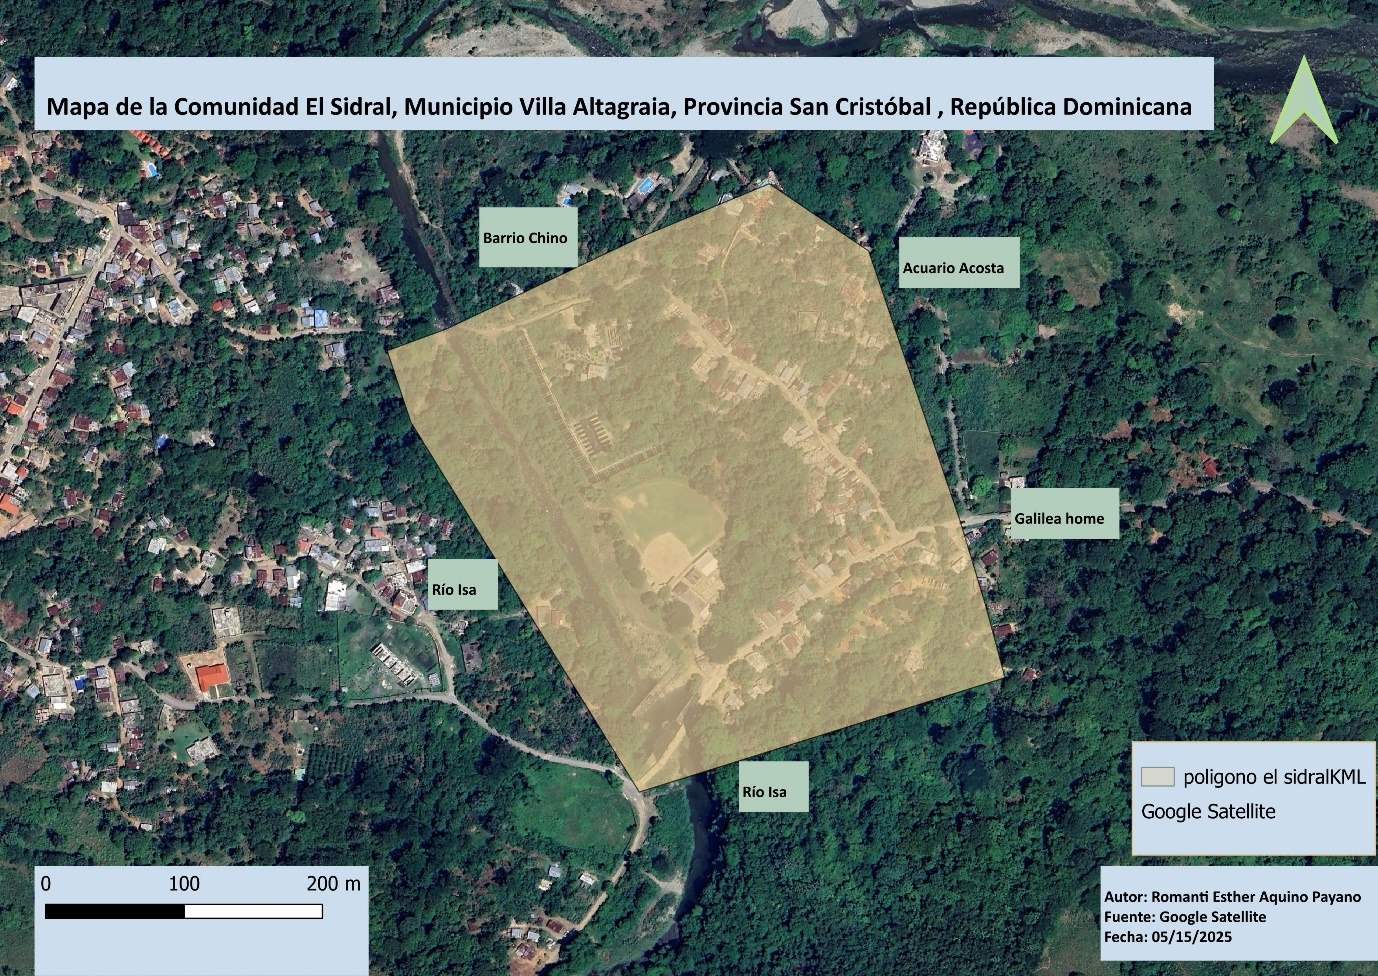 Mapa de la Comunidad El Sidral, Municipio Villa Altagraia, Provincia San Cristóbal , República Dominicana
Barrio Chino
Acuario Acosta
Galilea home
Río Isa
Río Isa
poligono el sidralKML
Google Satellite
0 100 200 m
Autor: Romanti Esther Aquino Payano
Fuente: Google Satellite
Fecha: 05/15/2025